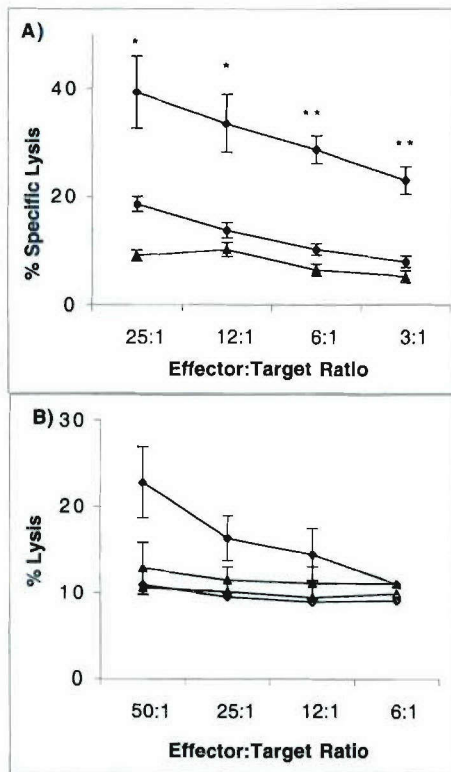 A)
% Specific Lysis
40
20
0
* * ** **
25:1 12:1 6:1 3:1
Effector:Target Ratio
B)
% Lysis
30
20
10
0
50:1 25:1 12:1 6:1
Effector:Target Ratio